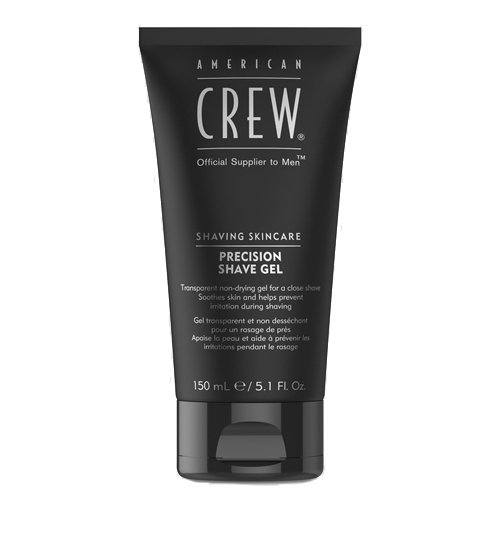 AMERICAN
CREW®
Official Supplier to Men™
SHAVING SKINCARE
PRECISION
SHAVE GEL
Transparent non-drying gel for a close shave
Soothes skin and helps prevent
irritation during shaving
Gel transparent et non desséchant
pour un rasage de près
Apaise la peau et aide à prévenir les
irritations pendant le rasage
150 mL ℮/ 5.1 Fl. Oz.